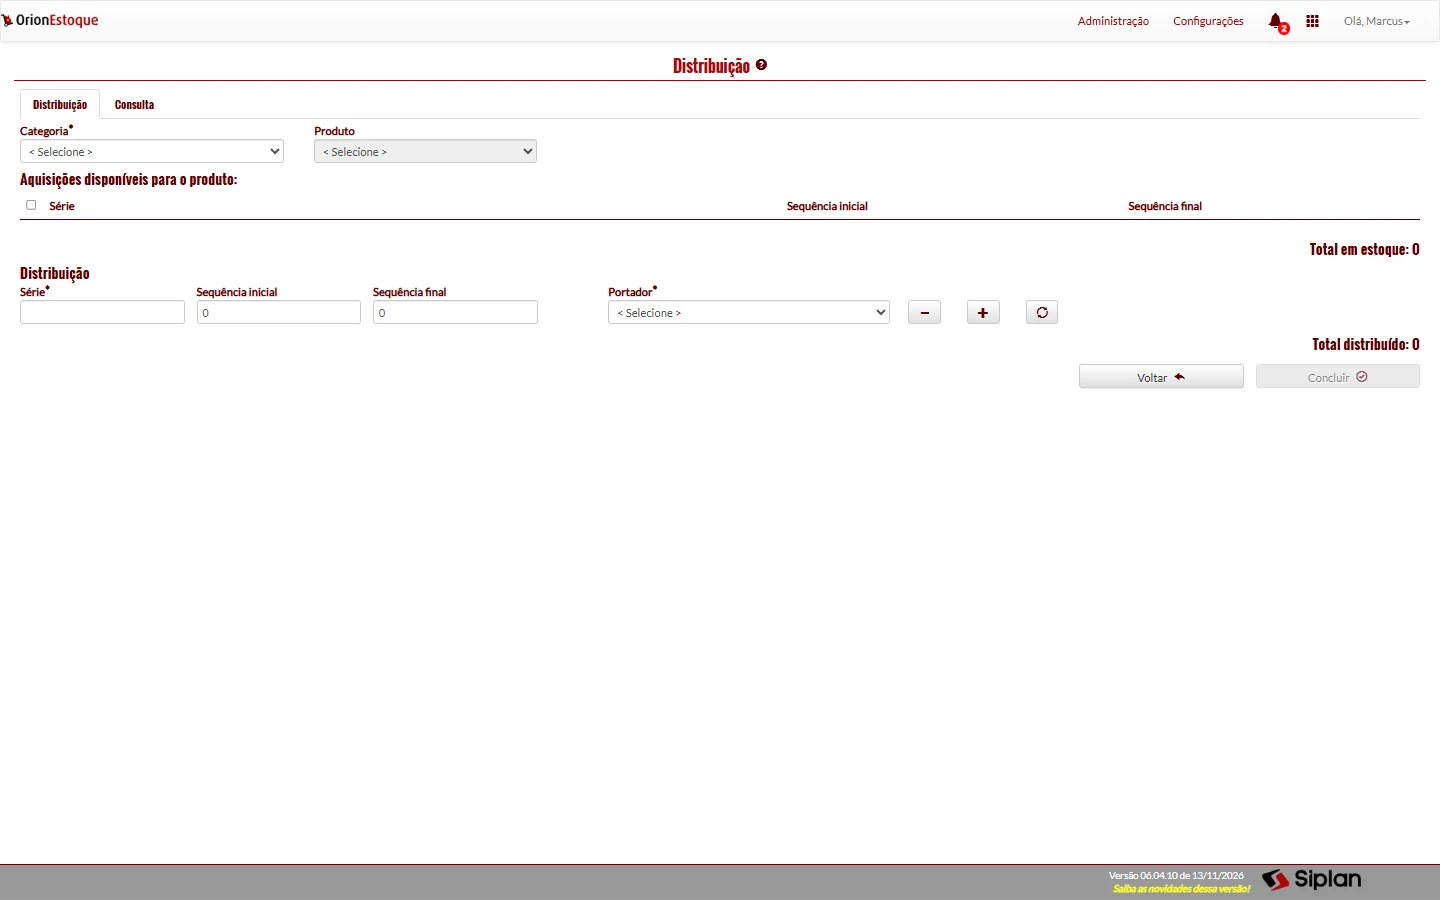 OrionEstoque
Administração Configurações 2 Olá, Marcus
Distribuição
Distribuição Consulta
Categoria* Produto
< Selecione > < Selecione >
Aquisições disponíveis para o produto:
Série Sequência inicial Sequência final
Total em estoque: 0
Distribuição
Série* Sequência inicial Sequência final Portador*
0 0 < Selecione >
Total distribuído: 0
Voltar Concluir
Versão 06.04.10 de 13/11/2026
Saiba as novidades dessa versão!
Siplan